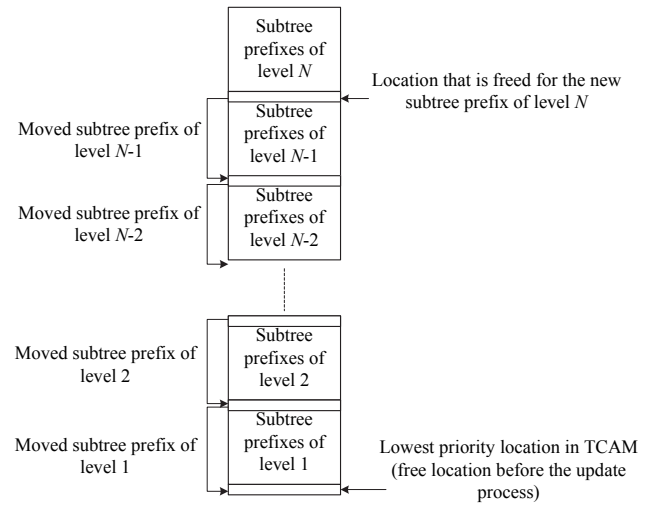 Subtree
prefixes of
level N
Location that is freed for the new
subtree prefix of level N
Moved subtree prefix of
level N-1
Subtree
prefixes of
level N-1
Moved subtree prefix of
level N-2
Subtree
prefixes of
level N-2
Moved subtree prefix of
level 2
Subtree
prefixes of
level 2
Moved subtree prefix of
level 1
Subtree
prefixes of
level 1
Lowest priority location in TCAM
(free location before the update
process)